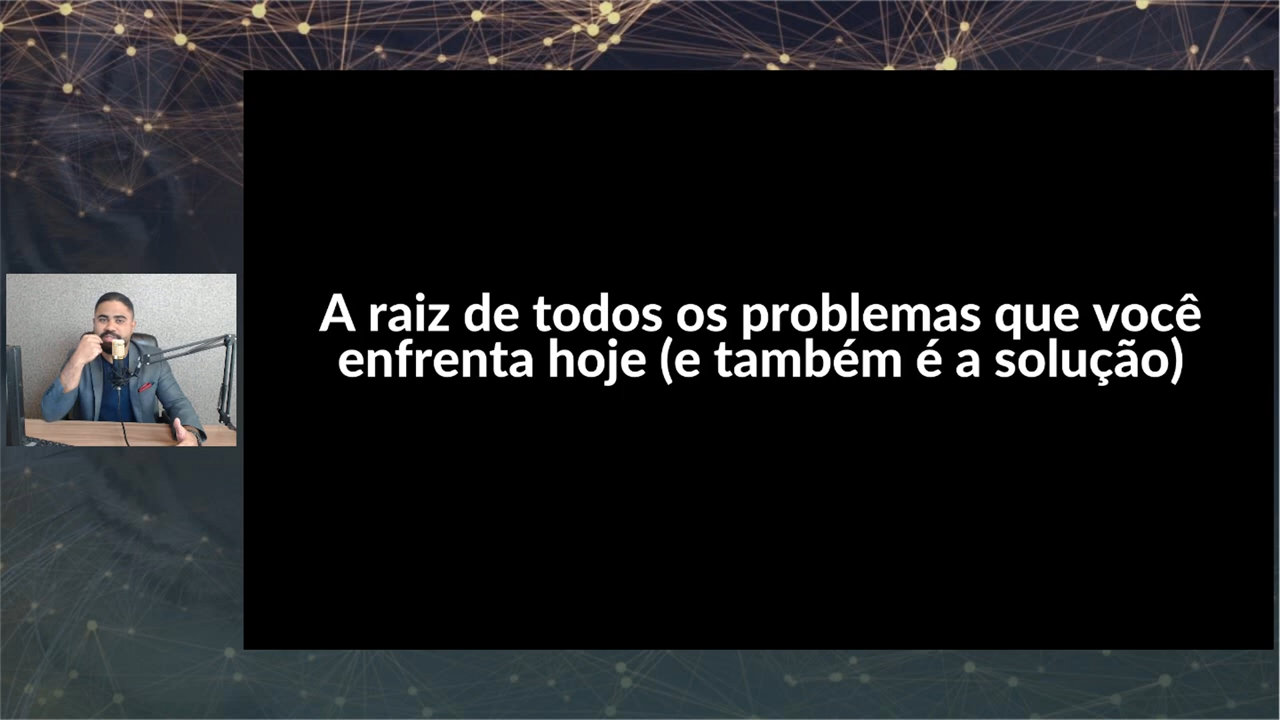 A raiz de todos os problemas que você
enfrenta hoje (e também é a solução)